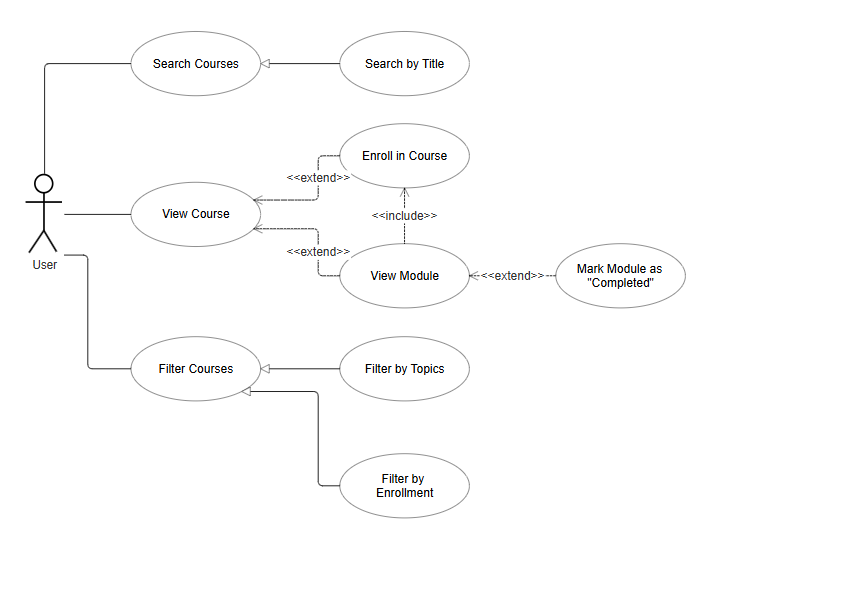 Search Courses
Search by Title
Enroll in Course
<<extend>>
View Course
<<include>>
User
<<extend>>
View Module
<<extend>>
Mark Module as
"Completed"
Filter Courses
Filter by Topics
Filter by
Enrollment